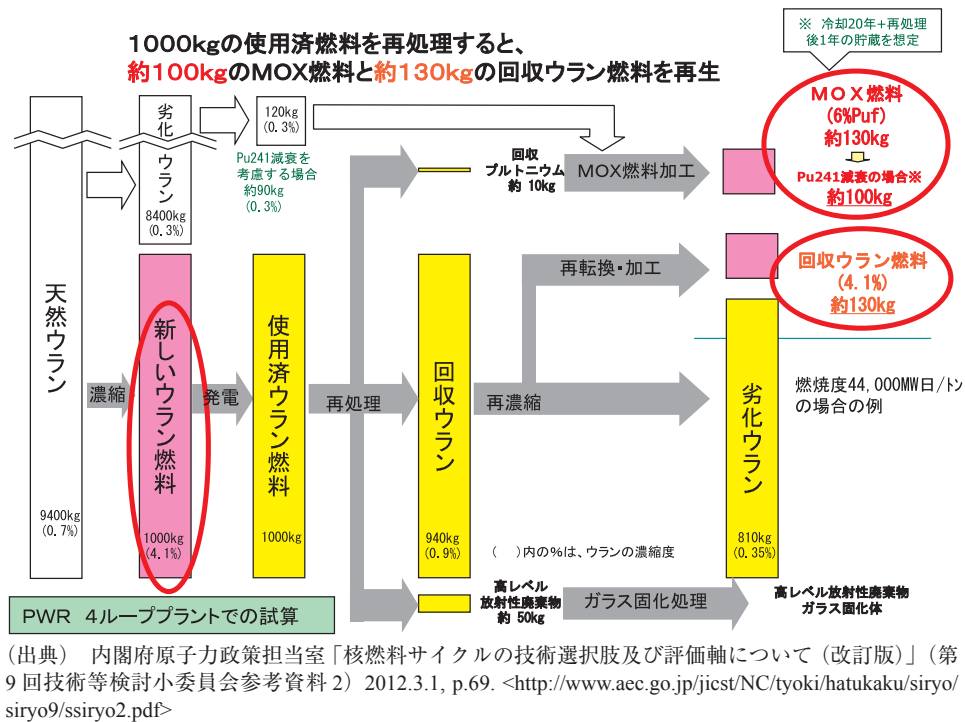 ※ 冷却20年+再処理
後1年の貯蔵を想定
1000kgの使用済燃料を再処理すると、
約100kgのMOX燃料と約130kgの回収ウラン燃料を再生
劣化ウラン
8400kg
(0.3%)
120kg
(0.3%)
Pu241減衰を
考慮する場合
約90kg
(0.3%)
回収
プルトニウム
約 10kg
MOX燃料加工
MOX燃料
(6%Puf)
約130kg
Pu241減衰の場合※
約100kg
再転換・加工
回収ウラン燃料
(4.1%)
約130kg
天然ウラン
9400kg
(0.7%)
濃縮
新しいウラン燃料
1000kg
(4.1%)
発電
使用済ウラン燃料
1000kg
再処理
回収ウラン
940kg
(0.9%)
再濃縮
劣化ウラン
810kg
(0.35%)
燃焼度44,000MW日/トン
の場合の例
( )内の%は、ウランの濃縮度
高レベル
放射性廃棄物
約 50kg
ガラス固化処理
高レベル放射性廃棄物
ガラス固化体
PWR 4ループプラントでの試算
(出典) 内閣府原子力政策担当室「核燃料サイクルの技術選択肢及び評価軸について(改訂版)」(第
9回技術等検討小委員会参考資料2)2012.3.1, p.69. <http://www.aec.go.jp/jicst/NC/tyoki/hatukaku/siryo/
siryo9/ssiryo2.pdf>